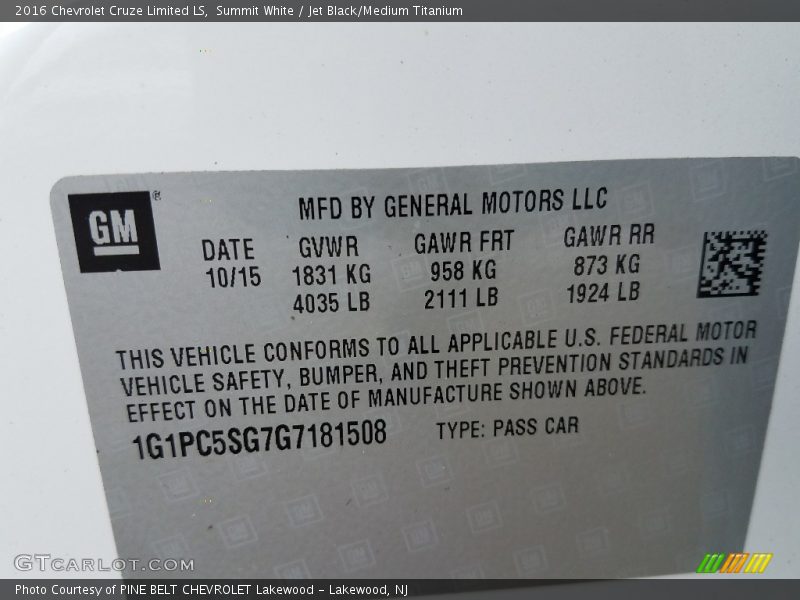 2016 Chevrolet Cruze Limited LS, Summit White / Jet Black/Medium Titanium
GM®
MFD BY GENERAL MOTORS LLC
DATE GVWR GAWR FRT GAWR RR
10/15 1831 KG 958 KG 873 KG
4035 LB 2111 LB 1924 LB
THIS VEHICLE CONFORMS TO ALL APPLICABLE U.S. FEDERAL MOTOR
VEHICLE SAFETY, BUMPER, AND THEFT PREVENTION STANDARDS IN
EFFECT ON THE DATE OF MANUFACTURE SHOWN ABOVE.
1G1PC5SG7G7181508 TYPE: PASS CAR
GTCARLOT.COM
Photo Courtesy of PINE BELT CHEVROLET Lakewood - Lakewood, NJ